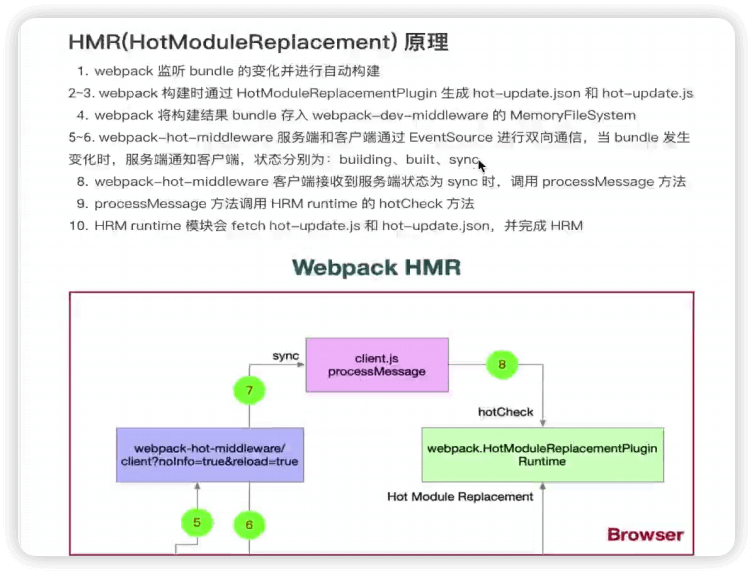 HMR(HotModuleReplacement) 原理
1. webpack 监听 bundle 的变化并进行自动构建
2~3. webpack 构建时通过 HotModuleReplacementPlugin 生成 hot-update.json 和 hot-update.js
4. webpack 将构建结果 bundle 存入 webpack-dev-middleware 的 MemoryFileSystem
5~6. webpack-hot-middleware 服务端和客户端通过 EventSource 进行双向通信，当 bundle 发生
变化时，服务端通知客户端，状态分别为：buiiding、built、sync
8. webpack-hot-middleware 客户端接收到服务端状态为 sync 时，调用 processMessage 方法
9. processMessage 方法调用 HRM runtime 的 hotCheck 方法
10. HRM runtime 模块会 fetch hot-update.js 和 hot-update.json，并完成 HRM
Webpack HMR
sync
client.js
processMessage
8
7
hotCheck
webpack-hot-middleware/
client?noInfo=true&reload=true
webpack.HotModuleReplacementPlugin
Runtime
Hot Module Replacement
5
6
Browser